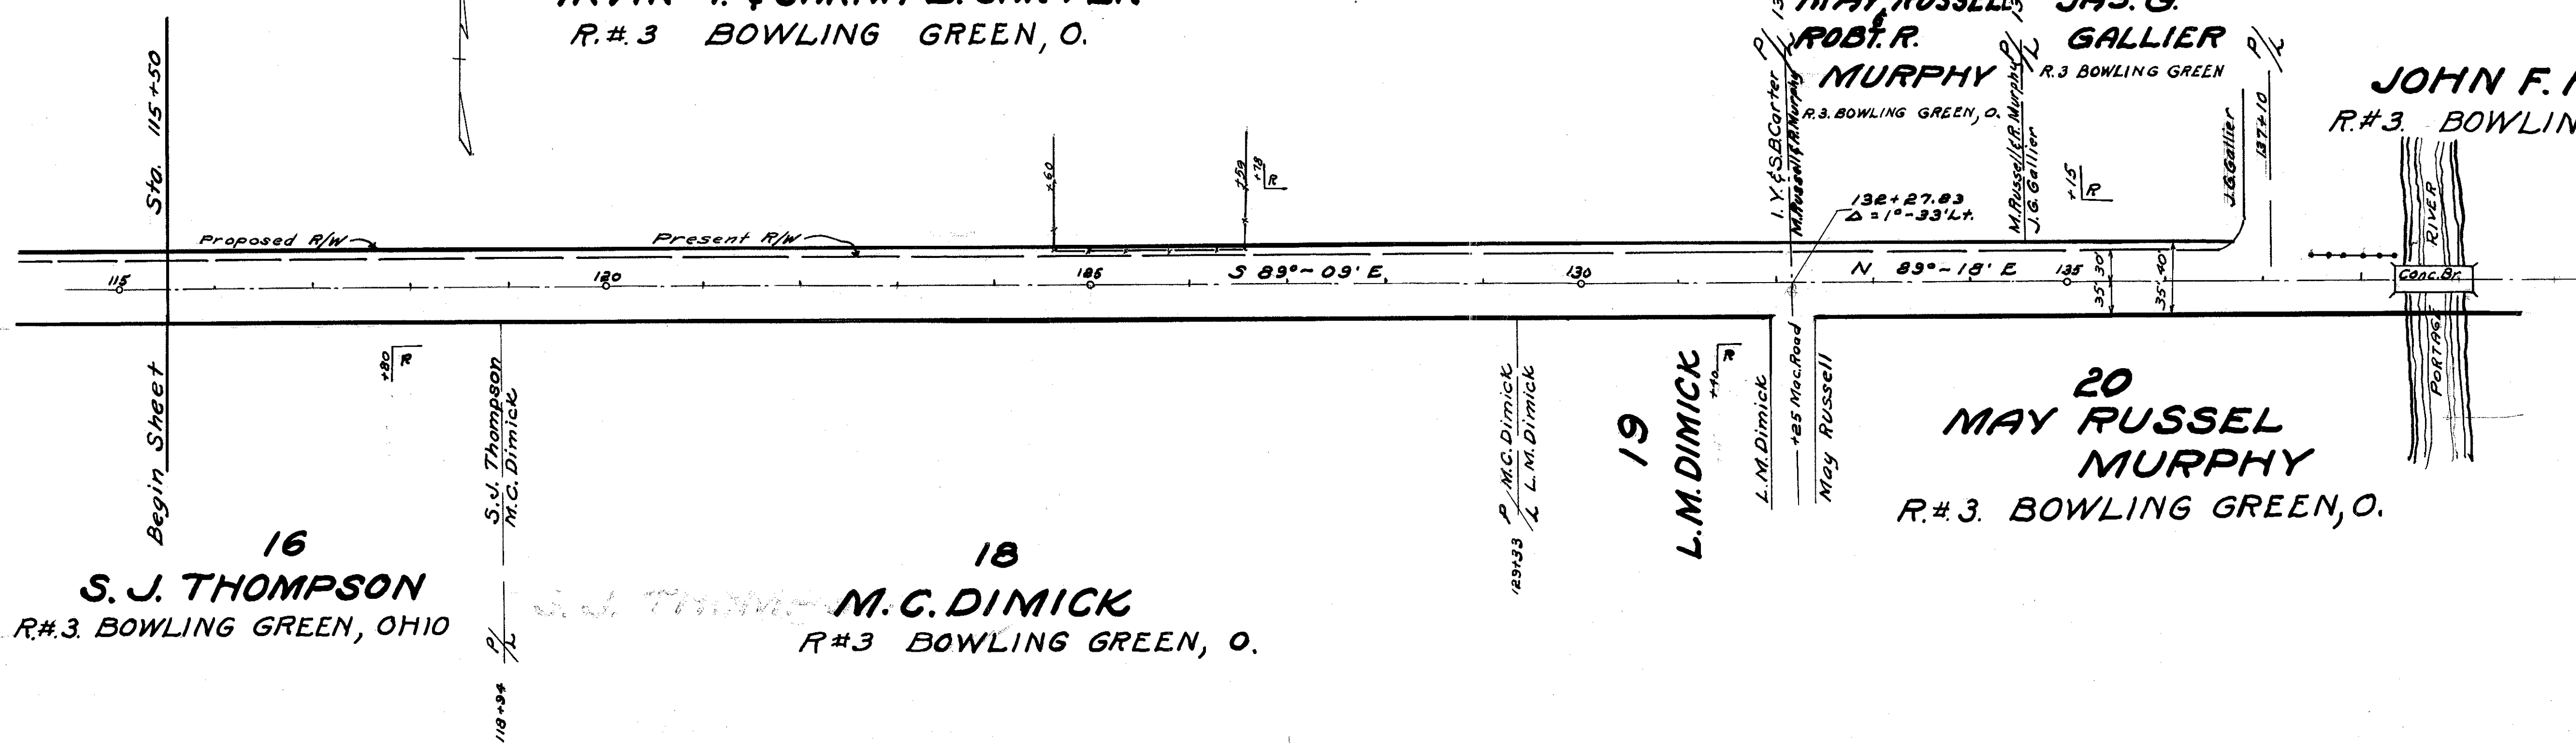 R.#.3 BOWLING GREEN, O.
ROBT. R.
MURPHY
R.3. BOWLING GREEN, O.
JAS. G.
GALLIER
R.3 BOWLING GREEN
JOHN F.
R.#3. BOWLIN
Sta. 115+50
Begin Sheet
Proposed R/W
Present R/W
+60
+59
+78
R
I.Y. & S.B. Carter
M. Russell & R. Murphy
P/L
M. Russell & R. Murphy
J.G. Gallier
P/L
+15
R
J.G. Gallier
137+10
P/L
132+27.83
Δ = 1°-33' Lt.
115
120
125
S 89°-09' E
130
N 89°-18' E
135
35' 30'
35' 40'
Conc. Br.
PORTAGE RIVER
+80
R
S.J. Thompson
M.C. Dimick
P/L
118+94
M.C. Dimick
L.M. Dimick
P/L
129+33
19
L.M. DIMICK
+40
R
L.M. Dimick
+25 Mac. Road
May Russell
20
MAY RUSSEL
MURPHY
R.#.3. BOWLING GREEN, O.
16
S. J. THOMPSON
R.#.3. BOWLING GREEN, OHIO
18
M. C. DIMICK
R#3 BOWLING GREEN, O.